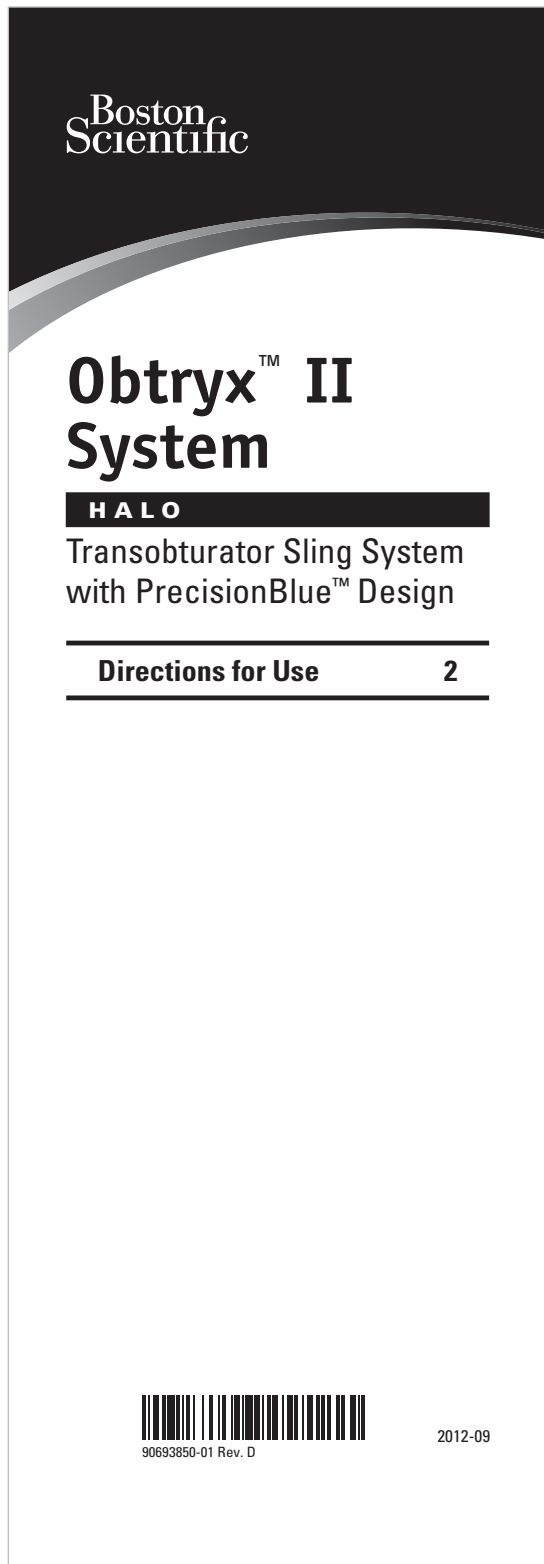 Boston
Scientific
Obtryx™ II
System
HALO
Transobturator Sling System
with PrecisionBlue™ Design
Directions for Use 2
90693850-01 Rev. D
2012-09